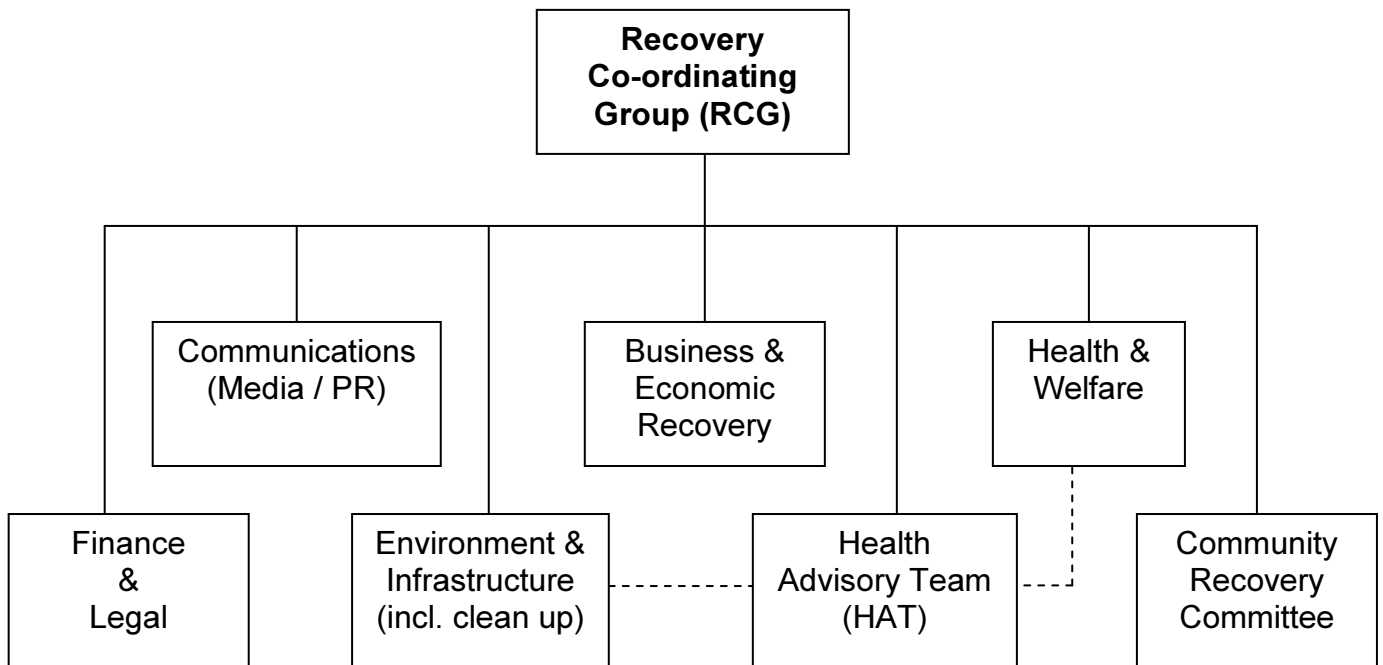 Recovery
Co-ordinating
Group (RCG)
Communications
(Media / PR)
Business &
Economic
Recovery
Health &
Welfare
Finance
&
Legal
Environment &
Infrastructure
(incl. clean up)
Health
Advisory Team
(HAT)
Community
Recovery
Committee